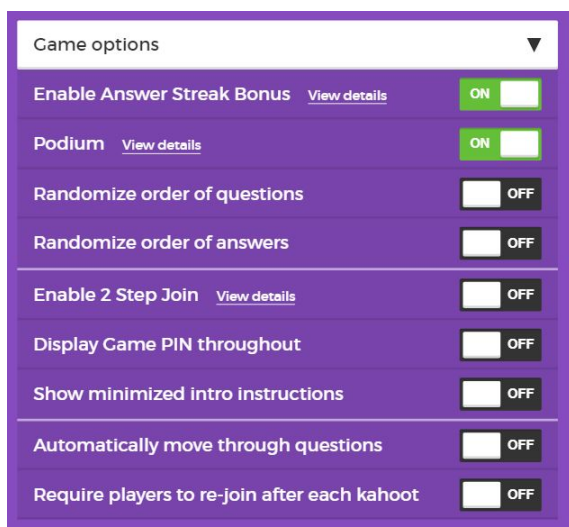 Game options ▼
Enable Answer Streak Bonus View details ON
Podium View details ON
Randomize order of questions OFF
Randomize order of answers OFF
Enable 2 Step Join View details OFF
Display Game PIN throughout OFF
Show minimized intro instructions OFF
Automatically move through questions OFF
Require players to re-join after each kahoot OFF